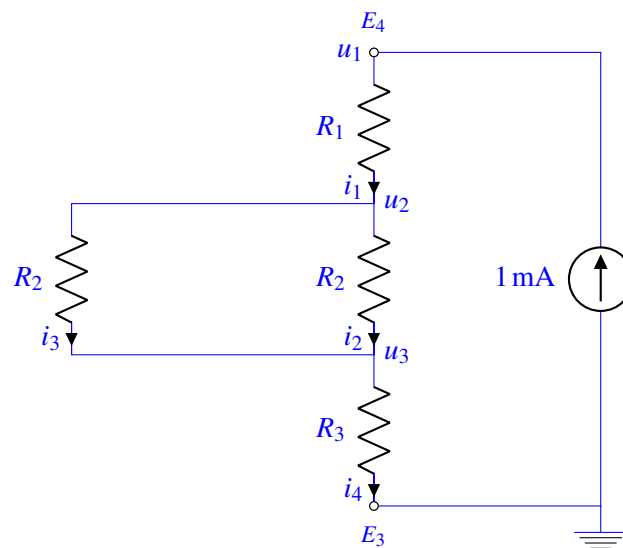 E₄
u₁
R₁
i₁ u₂
R₂ R₂ 1 mA
i₃ i₂ u₃
R₃
i₄
E₃